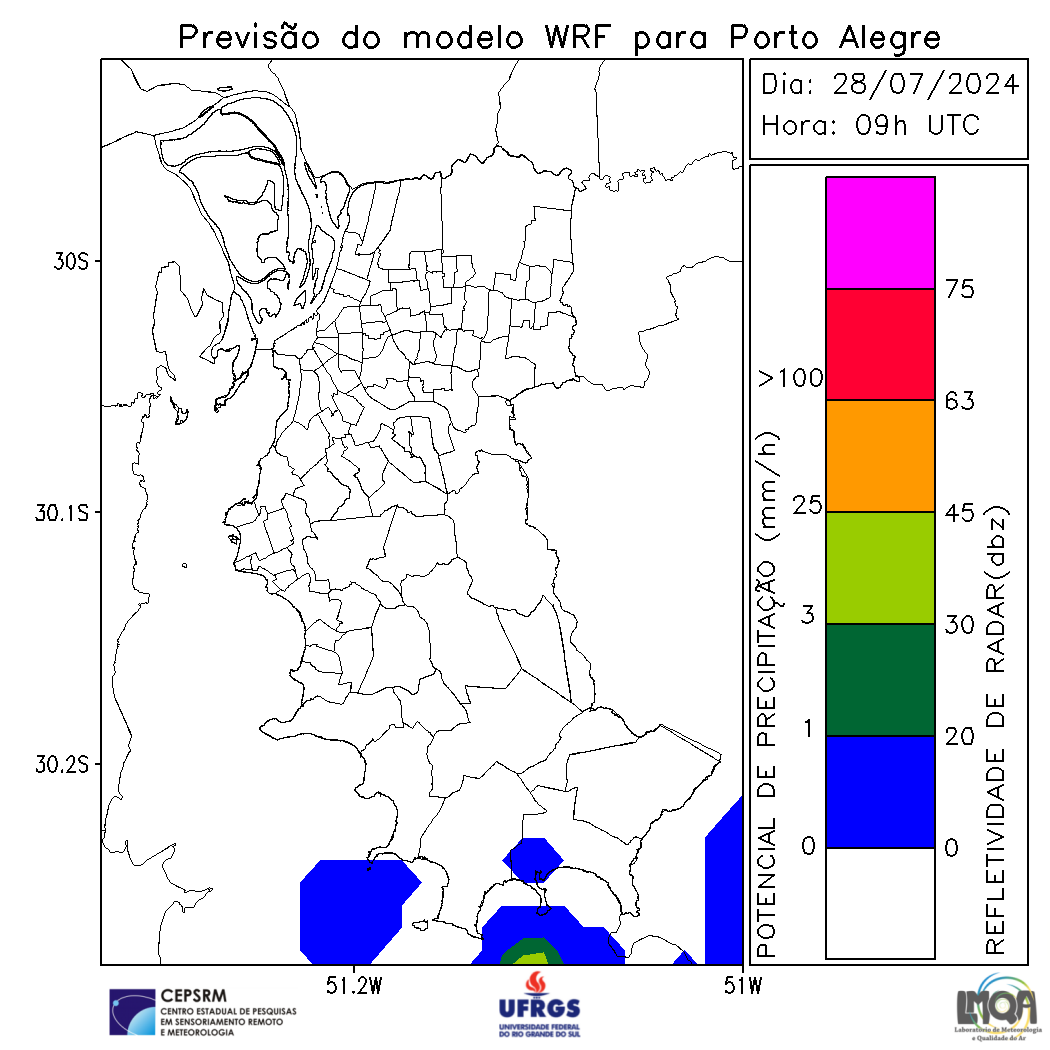 Previsão do modelo WRF para Porto Alegre
Dia: 28/07/2024
Hora: 09h UTC
30S
30.1S
30.2S
51.2W
51W
POTENCIAL DE PRECIPITAÇÃO (mm/h)
>100
25
3
1
0
75
63
45
30
20
0
REFLETIVIDADE DE RADAR(dbz)
CEPSRM
CENTRO ESTADUAL DE PESQUISAS
EM SENSORIAMENTO REMOTO
E METEOROLOGIA
UFRGS
UNIVERSIDADE FEDERAL
DO RIO GRANDE DO SUL
LMQA
Laboratório de Meteorologia
e Qualidade do Ar